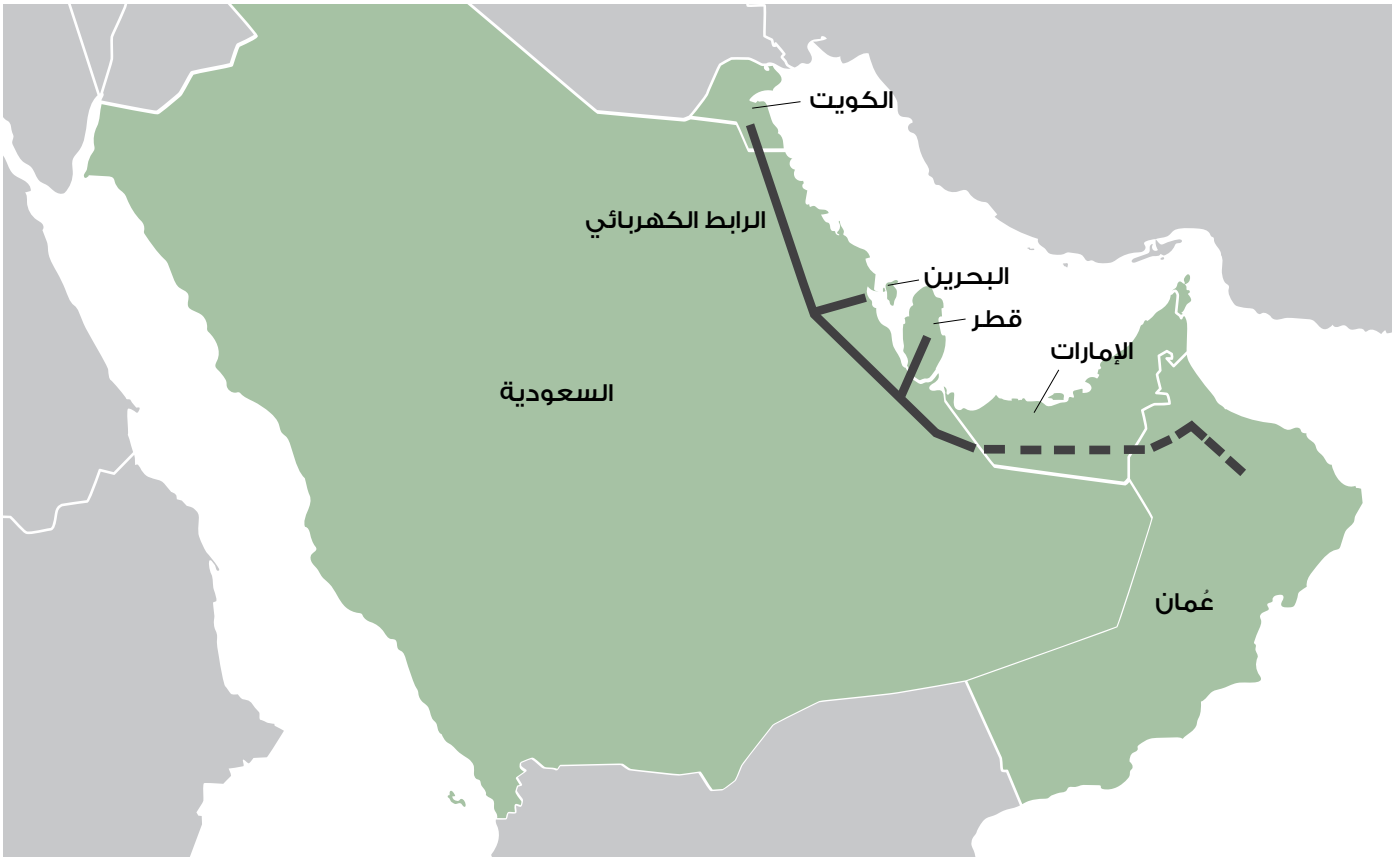 الكويت
الرابط الكهربائي
البحرين
قطر
الإمارات
السعودية
عُمان